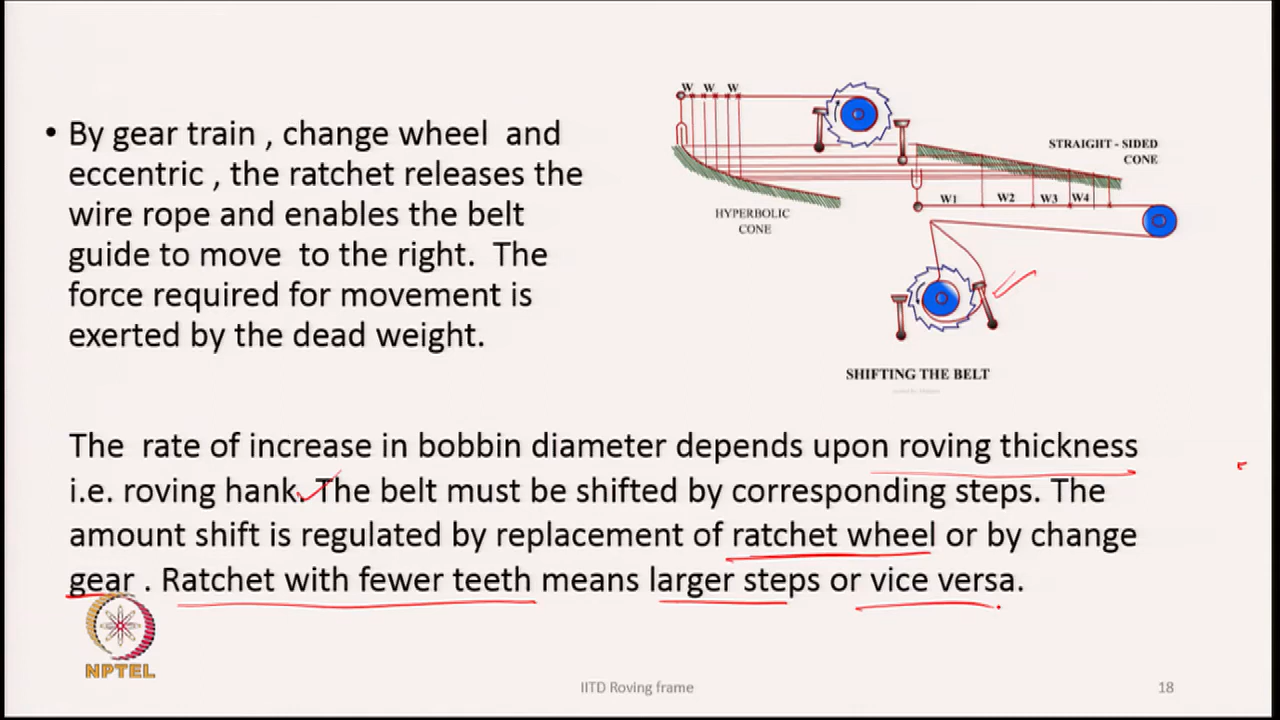 • By gear train , change wheel and
eccentric , the ratchet releases the
wire rope and enables the belt
guide to move to the right. The
force required for movement is
exerted by the dead weight.
W W W
STRAIGHT - SIDED
CONE
W1 W2 W3 W4
HYPERBOLIC
CONE
SHIFTING THE BELT
The rate of increase in bobbin diameter depends upon roving thickness
i.e. roving hank. The belt must be shifted by corresponding steps. The
amount shift is regulated by replacement of ratchet wheel or by change
gear . Ratchet with fewer teeth means larger steps or vice versa.
NPTEL
IITD Roving frame
18